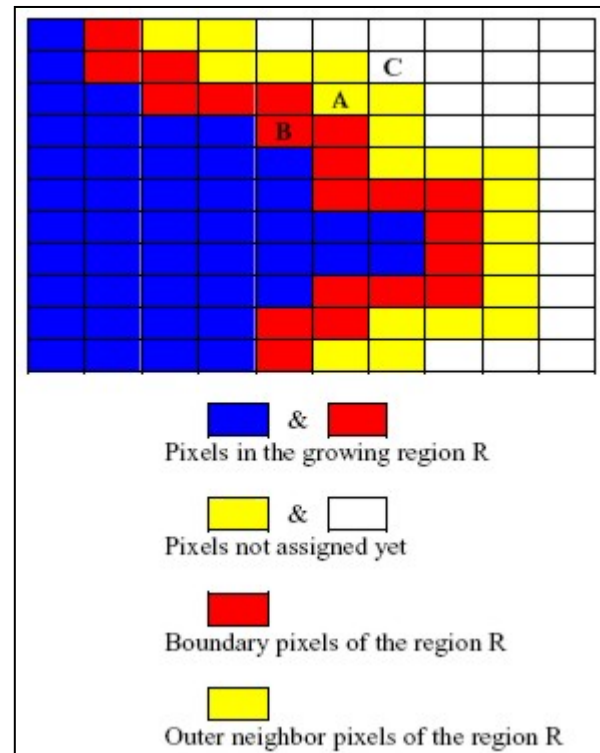 C
A
B
&
Pixels in the growing region R
&
Pixels not assigned yet
Boundary pixels of the region R
Outer neighbor pixels of the region R